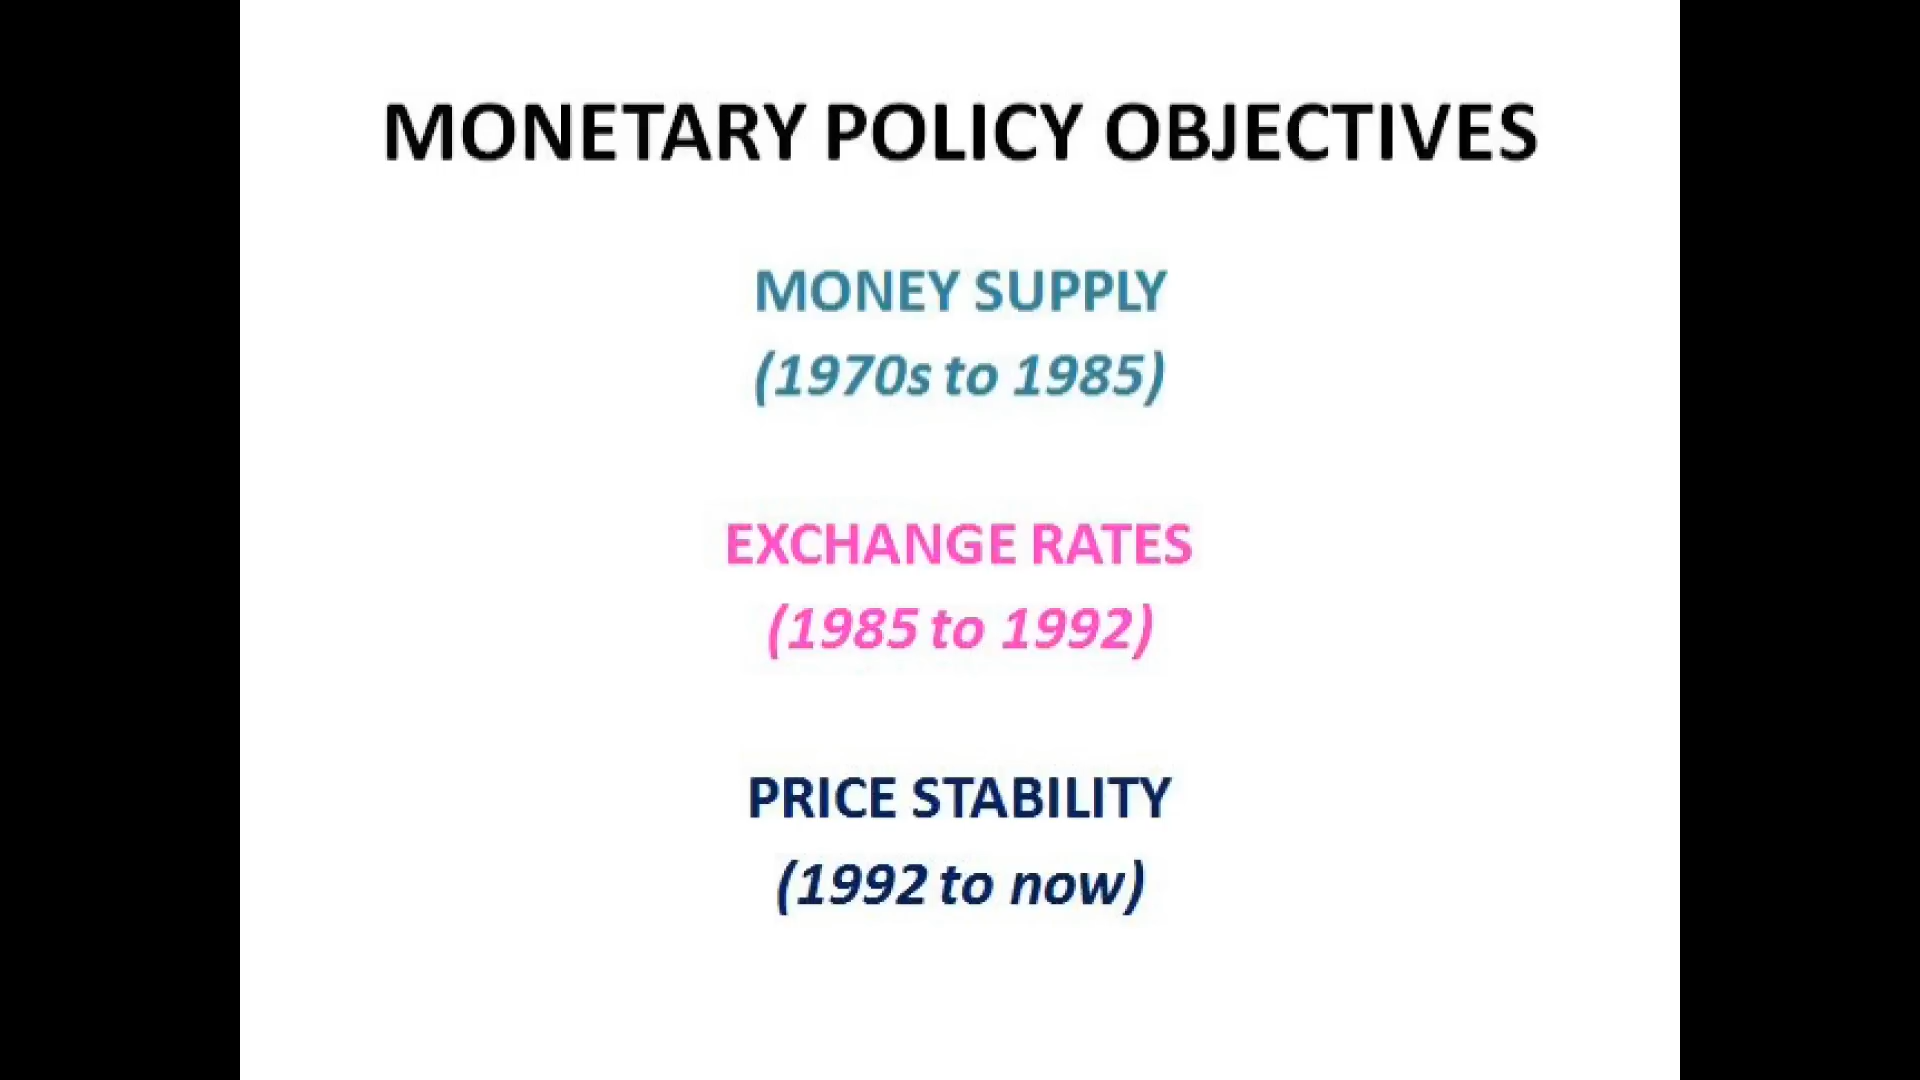 MONETARY POLICY OBJECTIVES
MONEY SUPPLY
(1970s to 1985)
EXCHANGE RATES
(1985 to 1992)
PRICE STABILITY
(1992 to now)